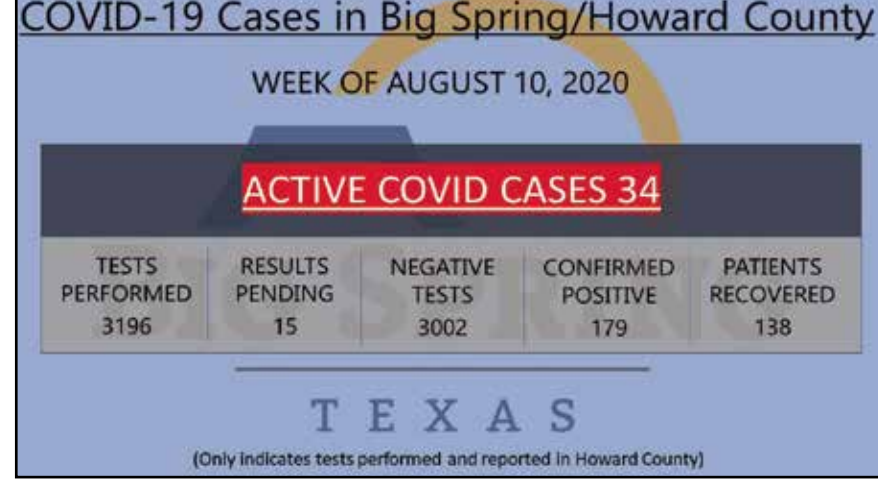 COVID-19 Cases in Big Spring/Howard County
WEEK OF AUGUST 10, 2020
ACTIVE COVID CASES 34
TESTS PERFORMED
3196
RESULTS PENDING
15
NEGATIVE TESTS
3002
CONFIRMED POSITIVE
179
PATIENTS RECOVERED
138
BIG SPRING
TEXAS
(Only indicates tests performed and reported in Howard County)